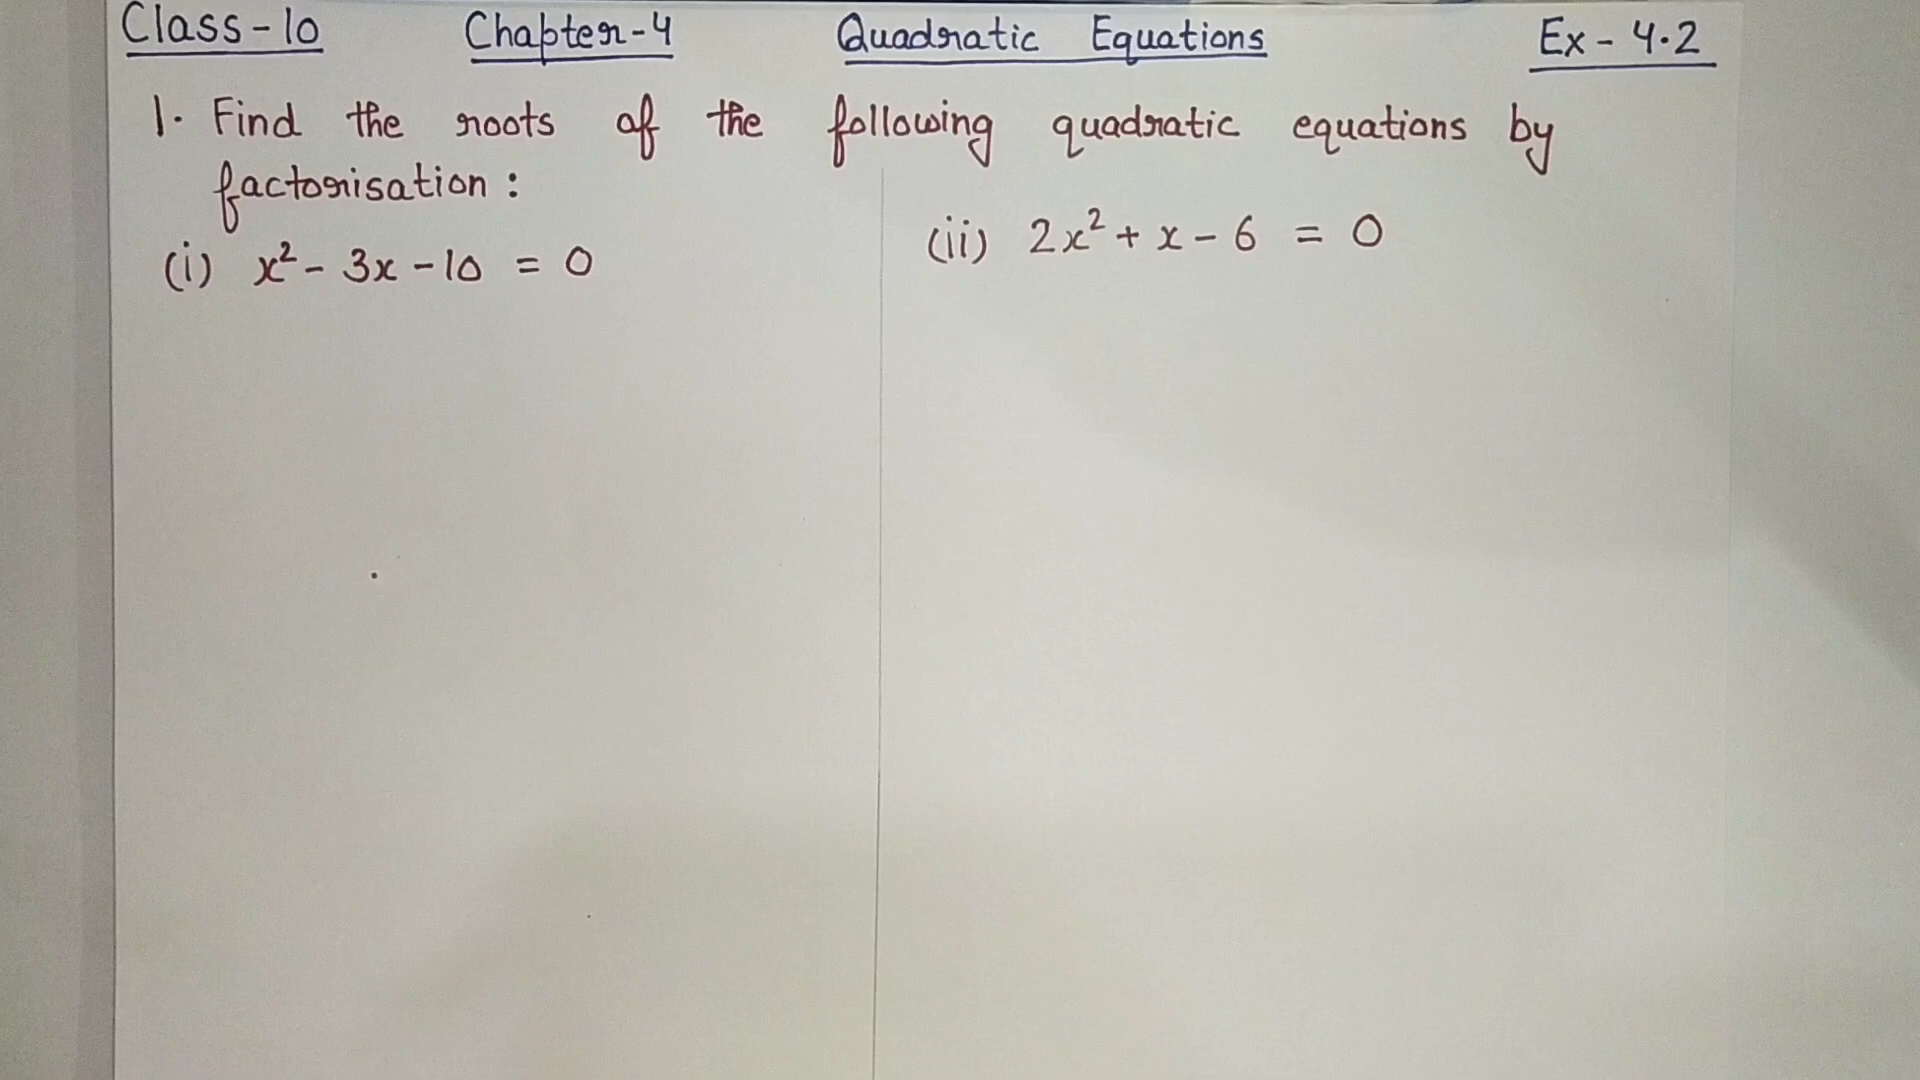 Class-10 Chapter-4 Quadratic Equations Ex-4.2
1. Find the roots of the following quadratic equations by
factorisation:
(i) x² - 3x - 10 = 0
(ii) 2x² + x - 6 = 0